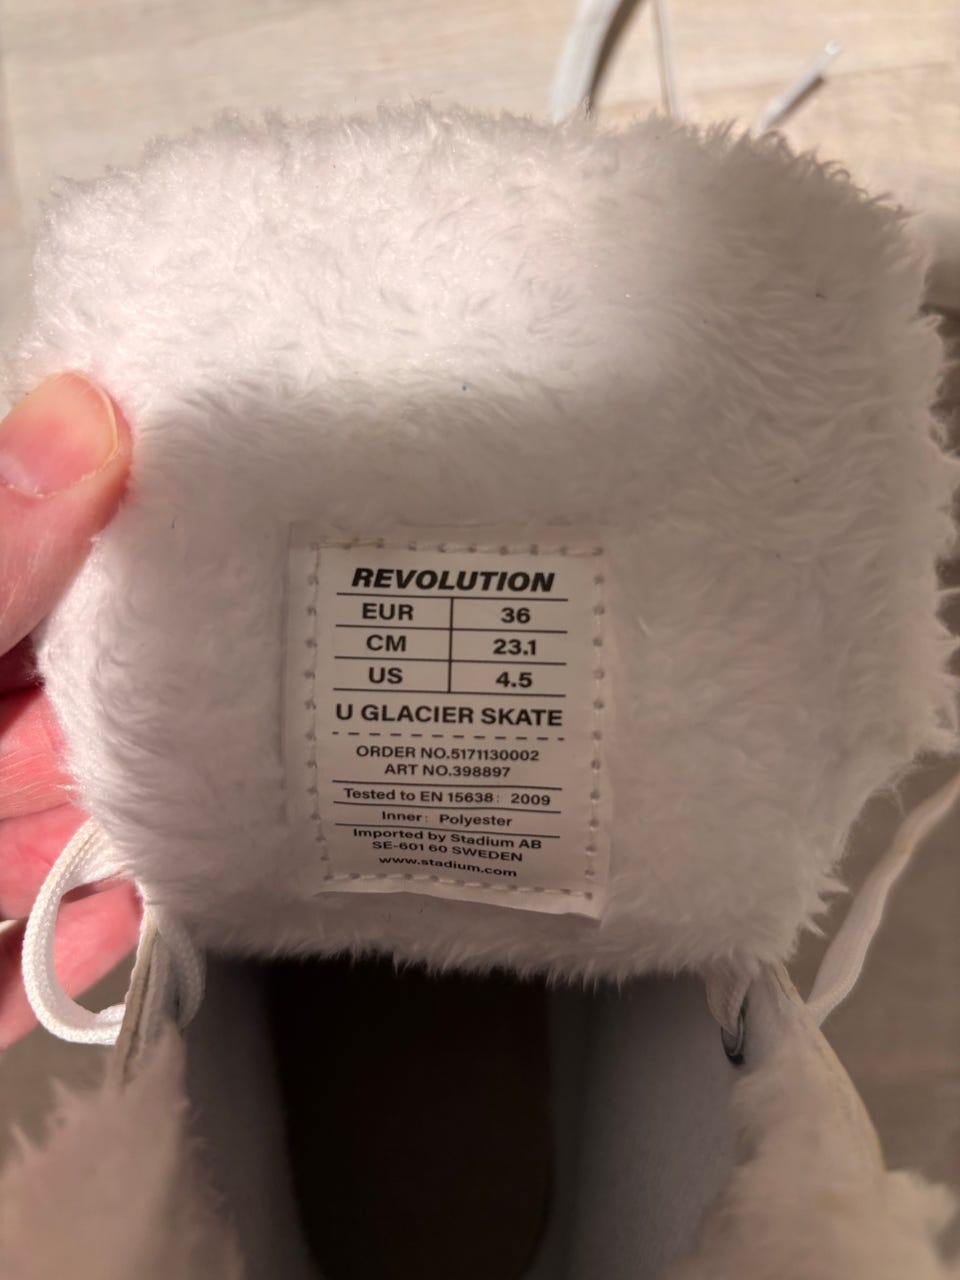 REVOLUTION
EUR 36
CM 23.1
US 4.5
U GLACIER SKATE
ORDER NO.5171130002
ART NO.398897
Tested to EN 15638: 2009
Inner: Polyester
Imported by Stadium AB
SE-601 60 SWEDEN
www.stadium.com